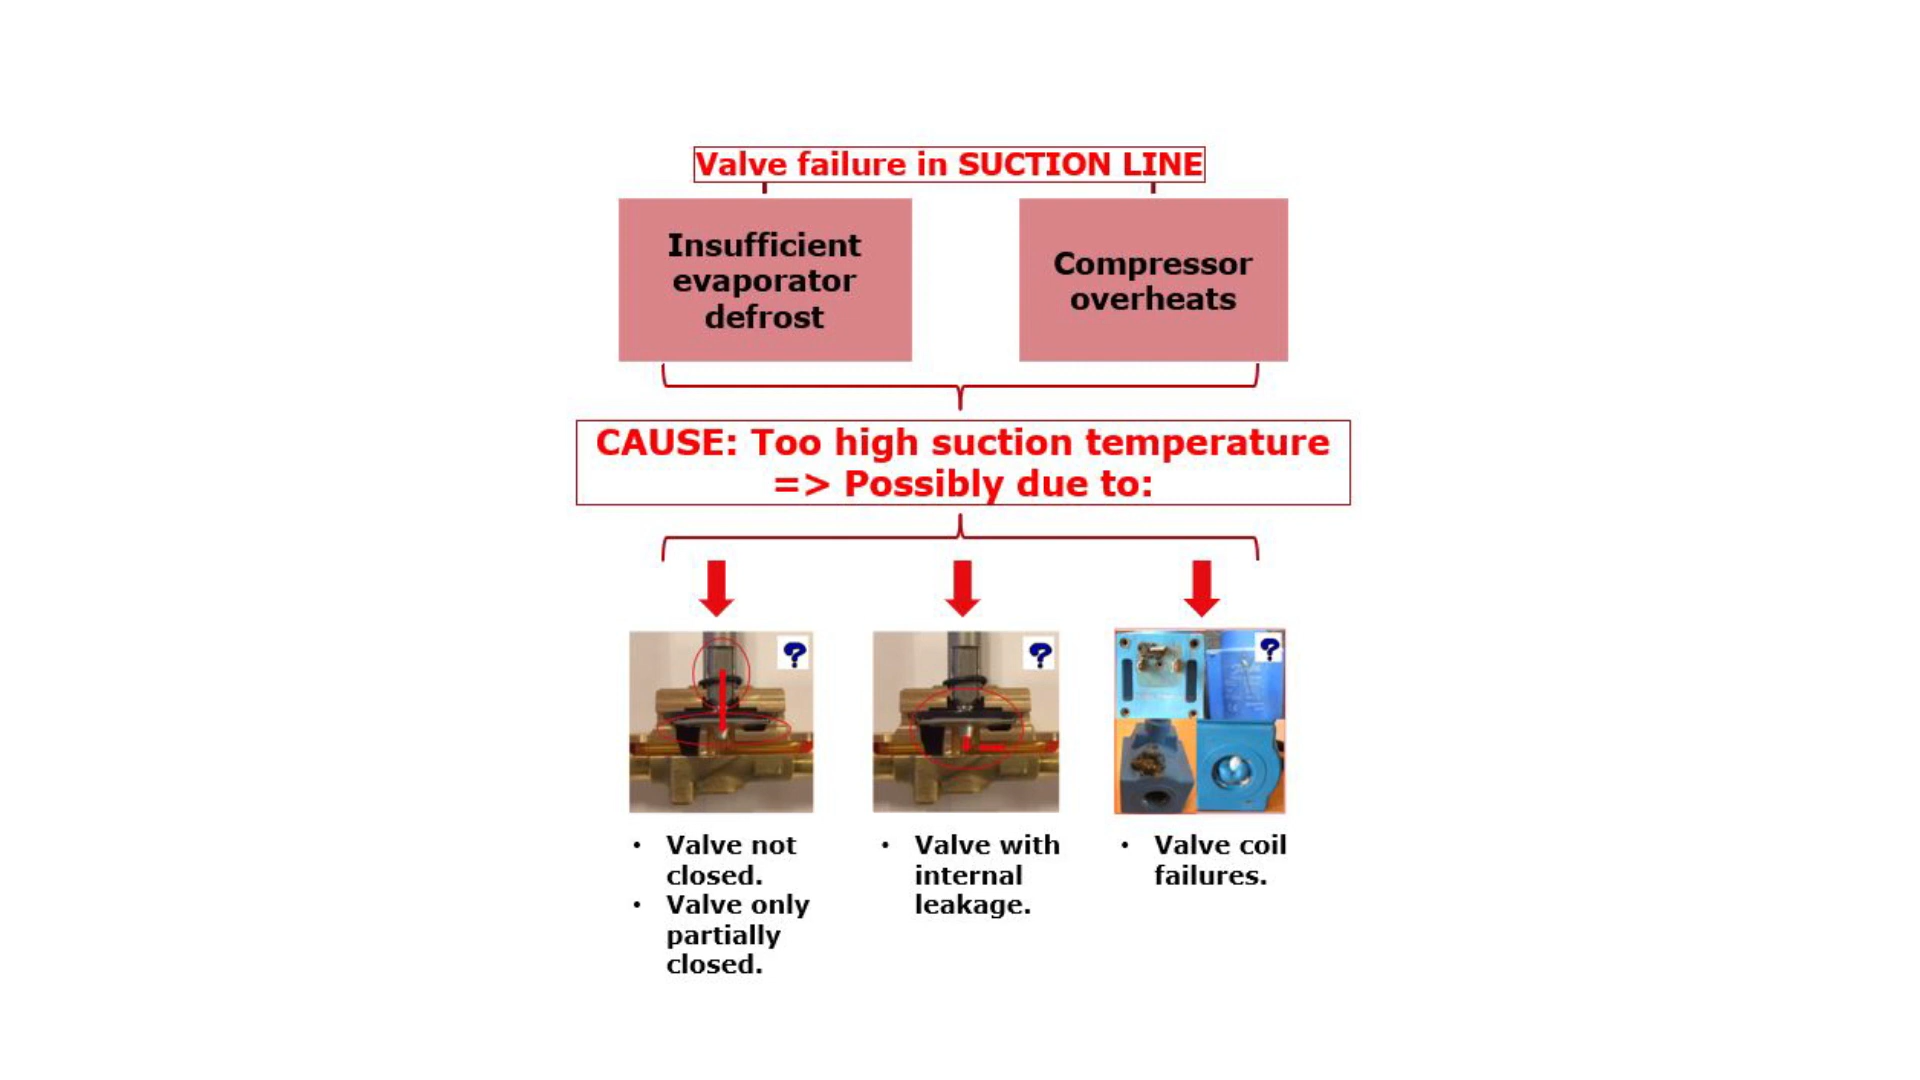 Valve failure in SUCTION LINE
Insufficient
evaporator
defrost
Compressor
overheats
CAUSE: Too high suction temperature
=> Possibly due to:
?
?
?
• Valve not
closed.
• Valve only
partially
closed.
• Valve with
internal
leakage.
• Valve coil
failures.